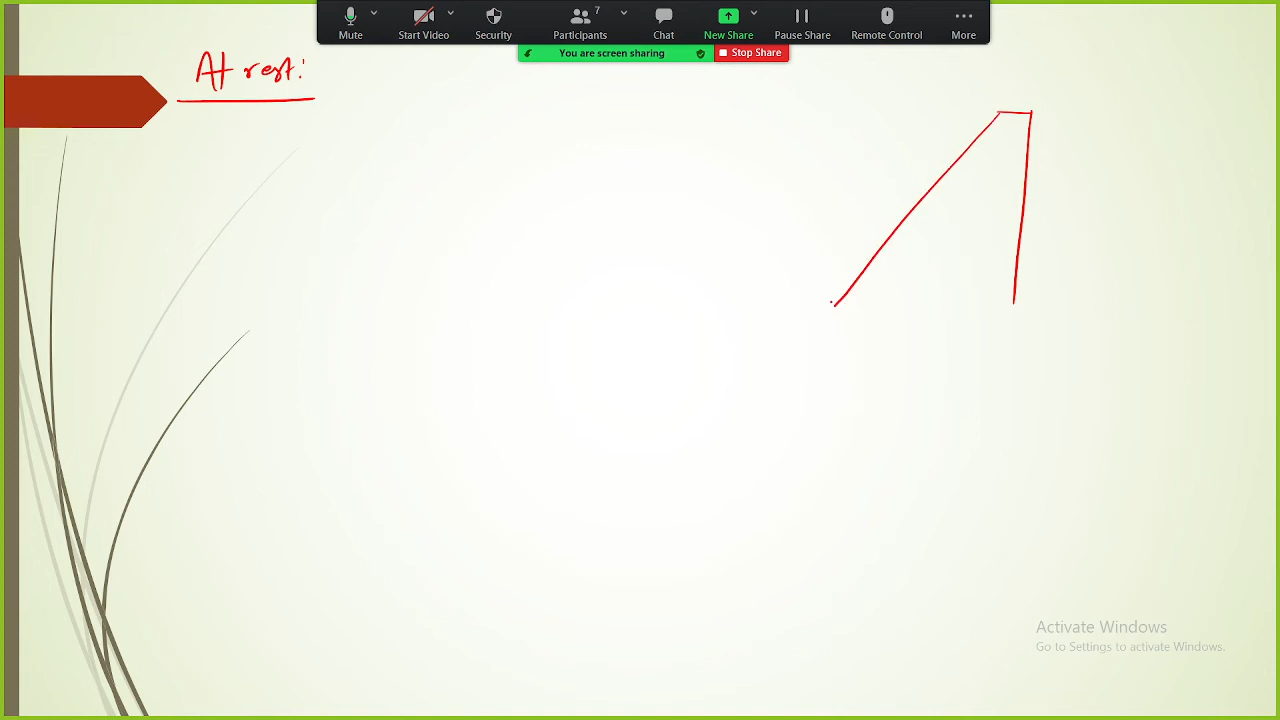 7
Mute
Start Video
Security
Participants
Chat
New Share
Pause Share
Remote Control
More
You are screen sharing
Stop Share
At rest:
Activate Windows
Go to Settings to activate Windows.